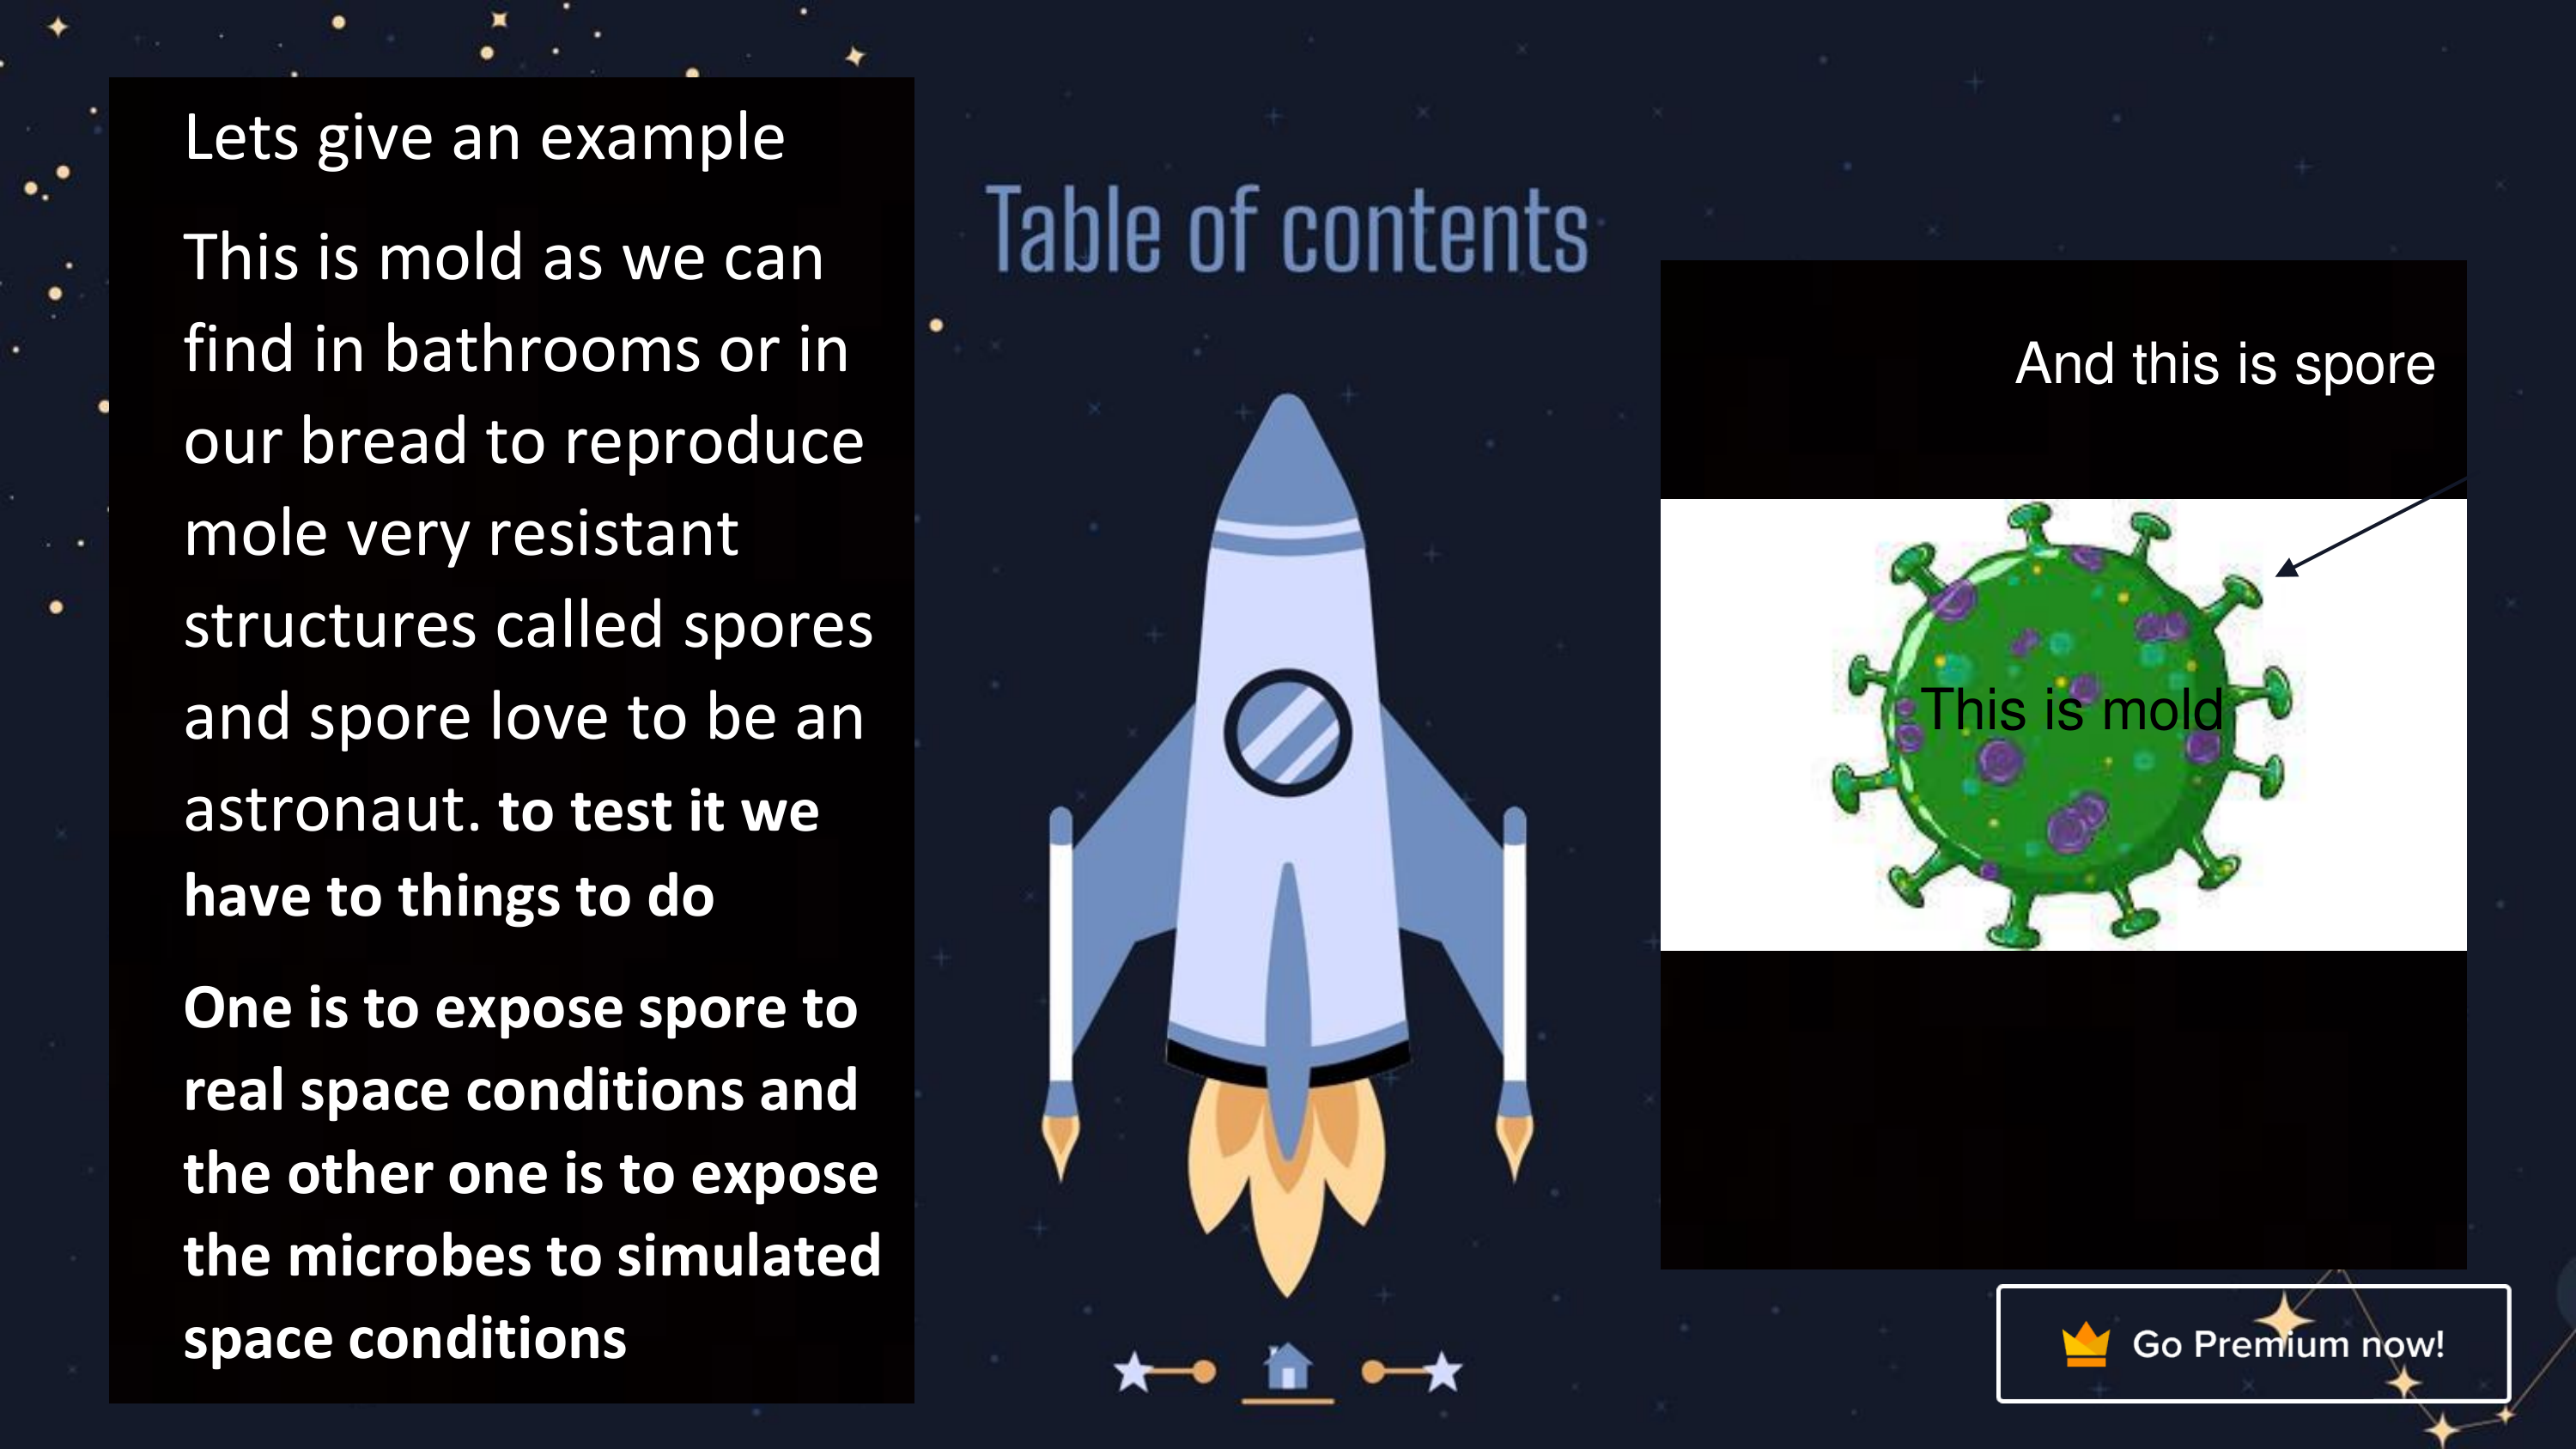 Lets give an example
This is mold as we can
find in bathrooms or in
our bread to reproduce
mole very resistant
structures called spores
and spore love to be an
astronaut. to test it we
have to things to do
One is to expose spore to
real space conditions and
the other one is to expose
the microbes to simulated
space conditions
Table of contents
And this is spore
This is mold
Go Premium now!